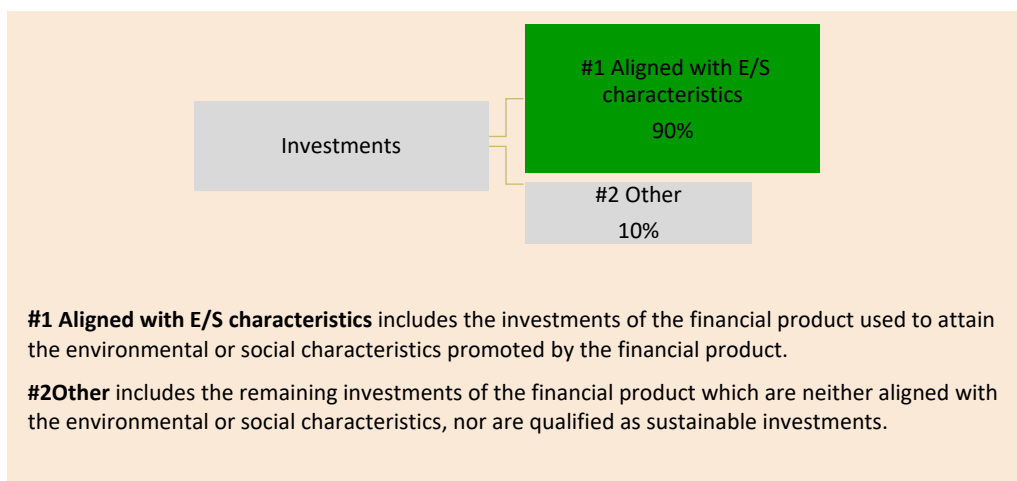 #1 Aligned with E/S
characteristics
90%
Investments
#2 Other
10%
#1 Aligned with E/S characteristics includes the investments of the financial product used to attain
the environmental or social characteristics promoted by the financial product.
#2Other includes the remaining investments of the financial product which are neither aligned with
the environmental or social characteristics, nor are qualified as sustainable investments.